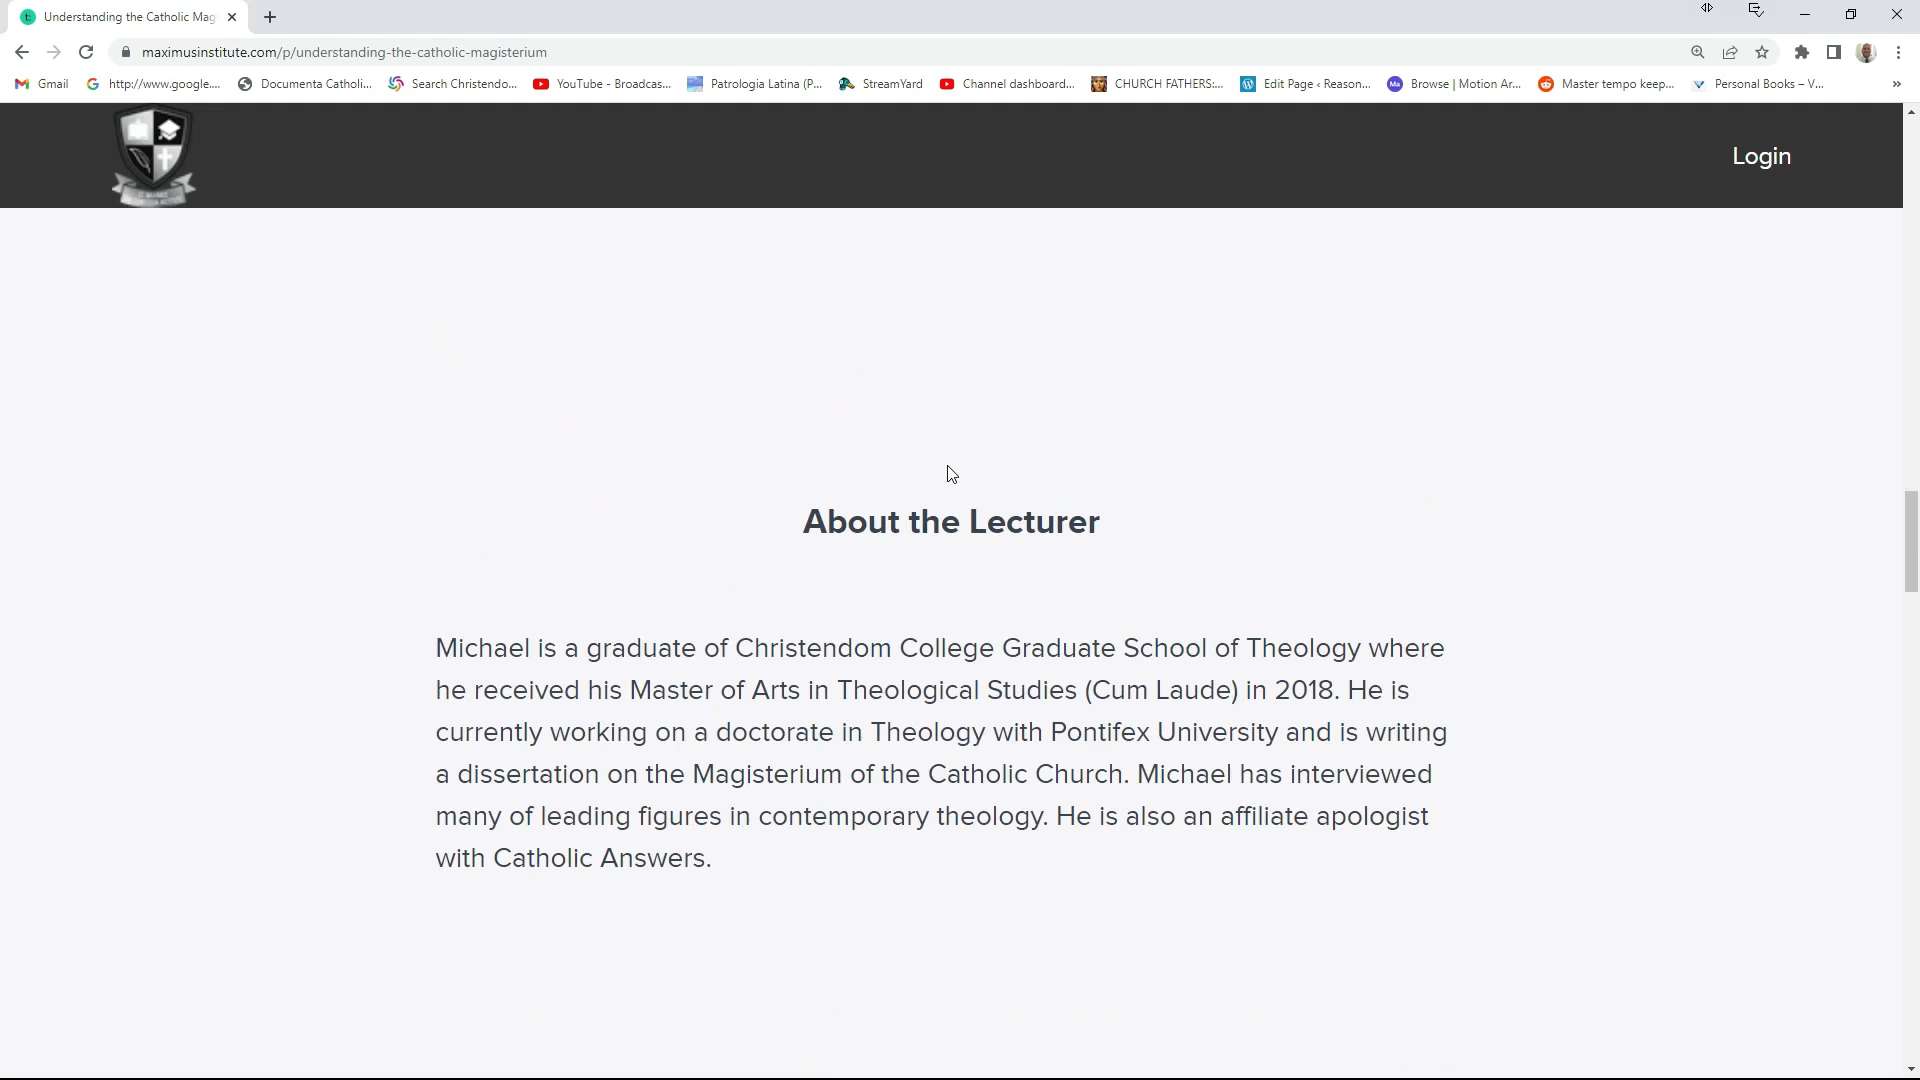 Understanding the Catholic Mag
maximusinstitute.com/p/understanding-the-catholic-magisterium
Gmail
http://www.google....
Documenta Catholi...
Search Christendo...
YouTube - Broadcas...
Patrologia Latina (P...
StreamYard
Channel dashboard...
CHURCH FATHERS:...
Edit Page ‹ Reason...
Browse | Motion Ar...
Master tempo keep...
Personal Books – V...
»
Login
About the Lecturer
Michael is a graduate of Christendom College Graduate School of Theology where
he received his Master of Arts in Theological Studies (Cum Laude) in 2018. He is
currently working on a doctorate in Theology with Pontifex University and is writing
a dissertation on the Magisterium of the Catholic Church. Michael has interviewed
many of leading figures in contemporary theology. He is also an affiliate apologist
with Catholic Answers.